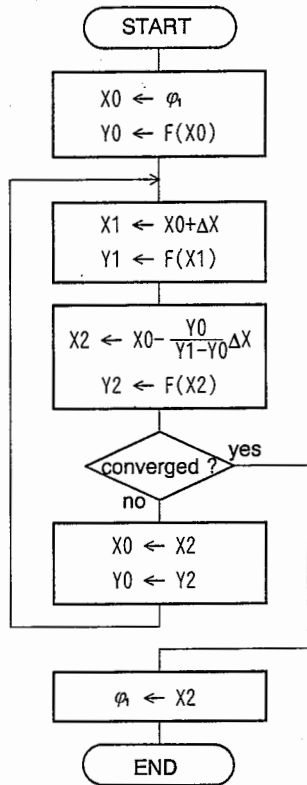 START
X0 ← φ₁
Y0 ← F(X0)
X1 ← X0+ΔX
Y1 ← F(X1)
X2 ← X0- Y0/Y1-Y0 ΔX
Y2 ← F(X2)
converged ? yes
no
X0 ← X2
Y0 ← Y2
φ₁ ← X2
END